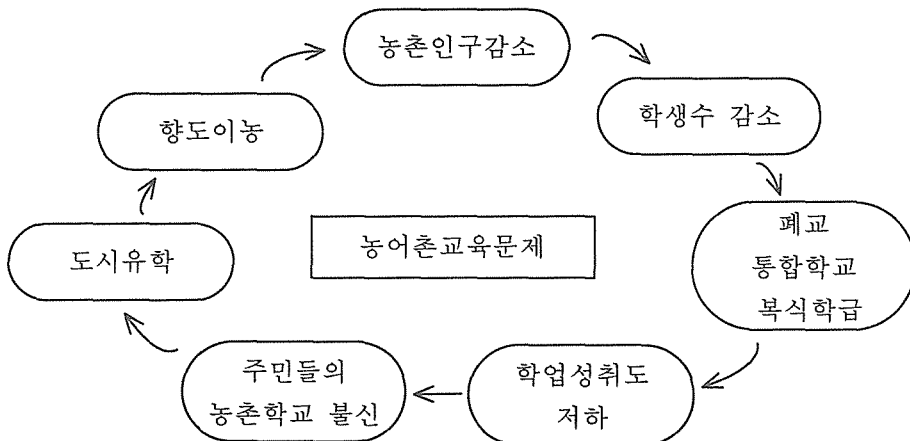 농촌인구감소
학생수 감소
폐교
통합학교
복식학급
학업성취도
저하
주민들의
농촌학교 불신
도시유학
향도이농
농어촌교육문제